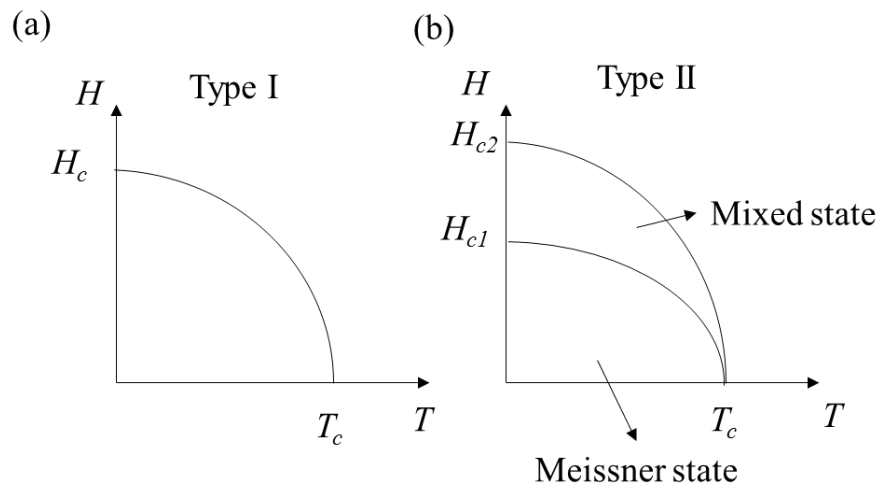 (a)
Type I
H
H_c
T_c
T
(b)
Type II
H
H_c2
H_c1
Mixed state
T_c
T
Meissner state